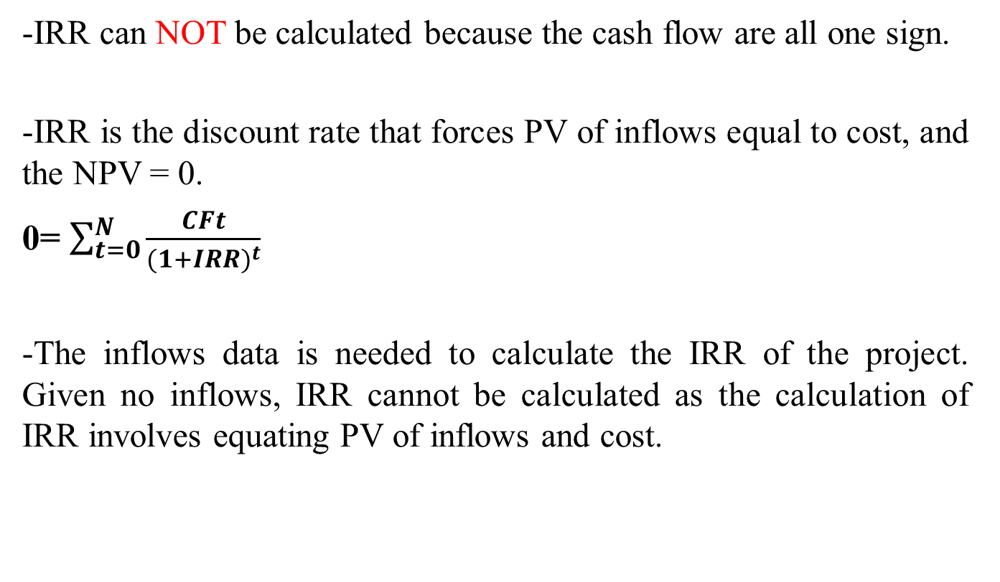 -IRR can NOT be calculated because the cash flow are all one sign.
-IRR is the discount rate that forces PV of inflows equal to cost, and
the NPV = 0.
0= ∑_{t=0}^{N} \frac{CFt}{(1+IRR)^t}
-The inflows data is needed to calculate the IRR of the project.
Given no inflows, IRR cannot be calculated as the calculation of
IRR involves equating PV of inflows and cost.